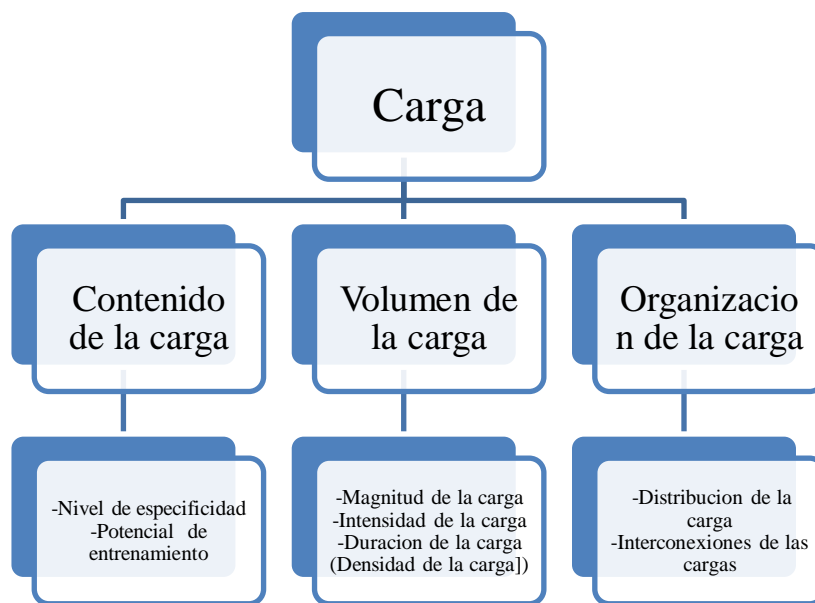 Carga
Contenido
de la carga
Volumen de
la carga
Organizacio
n de la carga
-Nivel de especificidad
-Potencial de
entrenamiento
-Magnitud de la carga
-Intensidad de la carga
-Duracion de la carga
(Densidad de la carga])
-Distribucion de la
carga
-Interconexiones de las
cargas